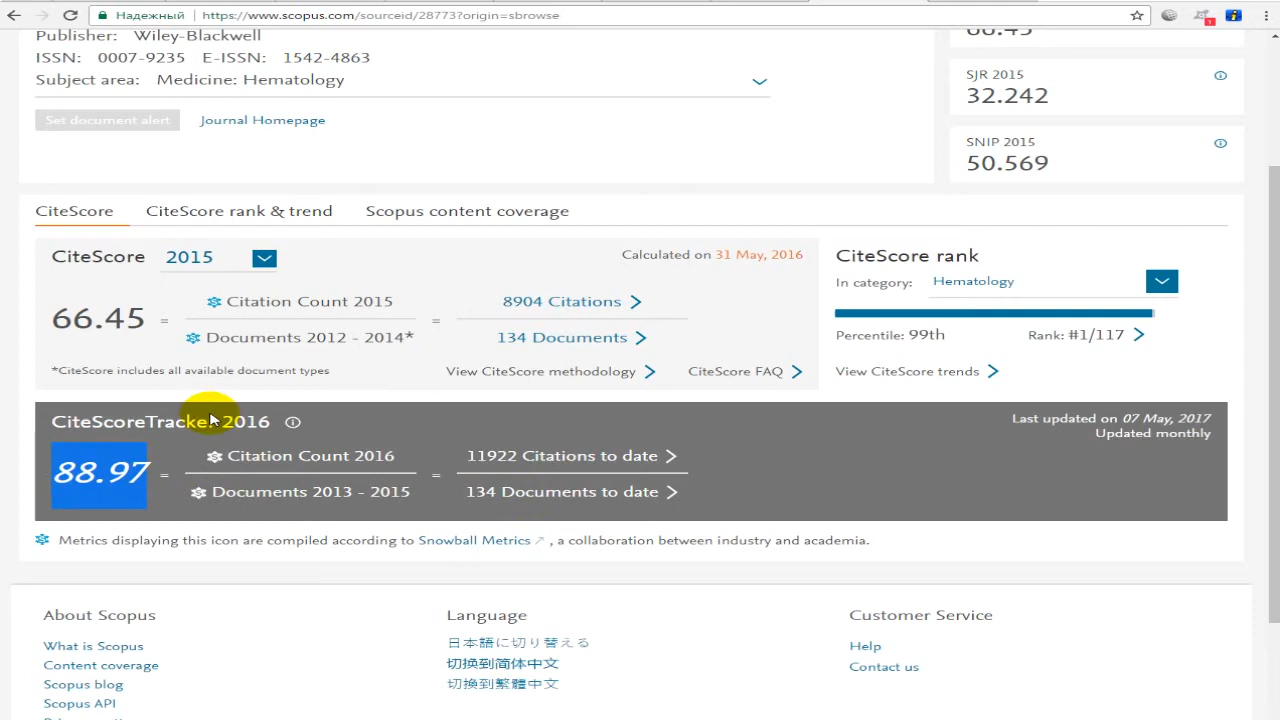 Надежный https://www.scopus.com/sourceid/28773?origin=sbrowse
Publisher: Wiley-Blackwell
ISSN: 0007-9235 E-ISSN: 1542-4863
Subject area: Medicine: Hematology
Set document alert Journal Homepage
66.45
SJR 2015
32.242
SNIP 2015
50.569
CiteScore CiteScore rank & trend Scopus content coverage
CiteScore 2015 Calculated on 31 May, 2016
66.45 = Citation Count 2015 = 8904 Citations >
Documents 2012 - 2014* 134 Documents >
*CiteScore includes all available document types View CiteScore methodology > CiteScore FAQ >
CiteScore rank
In category: Hematology
Percentile: 99th Rank: #1/117 >
View CiteScore trends >
CiteScoreTracker 2016 Last updated on 07 May, 2017
Updated monthly
88.97 = Citation Count 2016 = 11922 Citations to date >
Documents 2013 - 2015 134 Documents to date >
Metrics displaying this icon are compiled according to Snowball Metrics ↗ , a collaboration between industry and academia.
About Scopus
What is Scopus
Content coverage
Scopus blog
Scopus API
Language
日本語に切り替える
切换到简体中文
切換到繁體中文
Customer Service
Help
Contact us